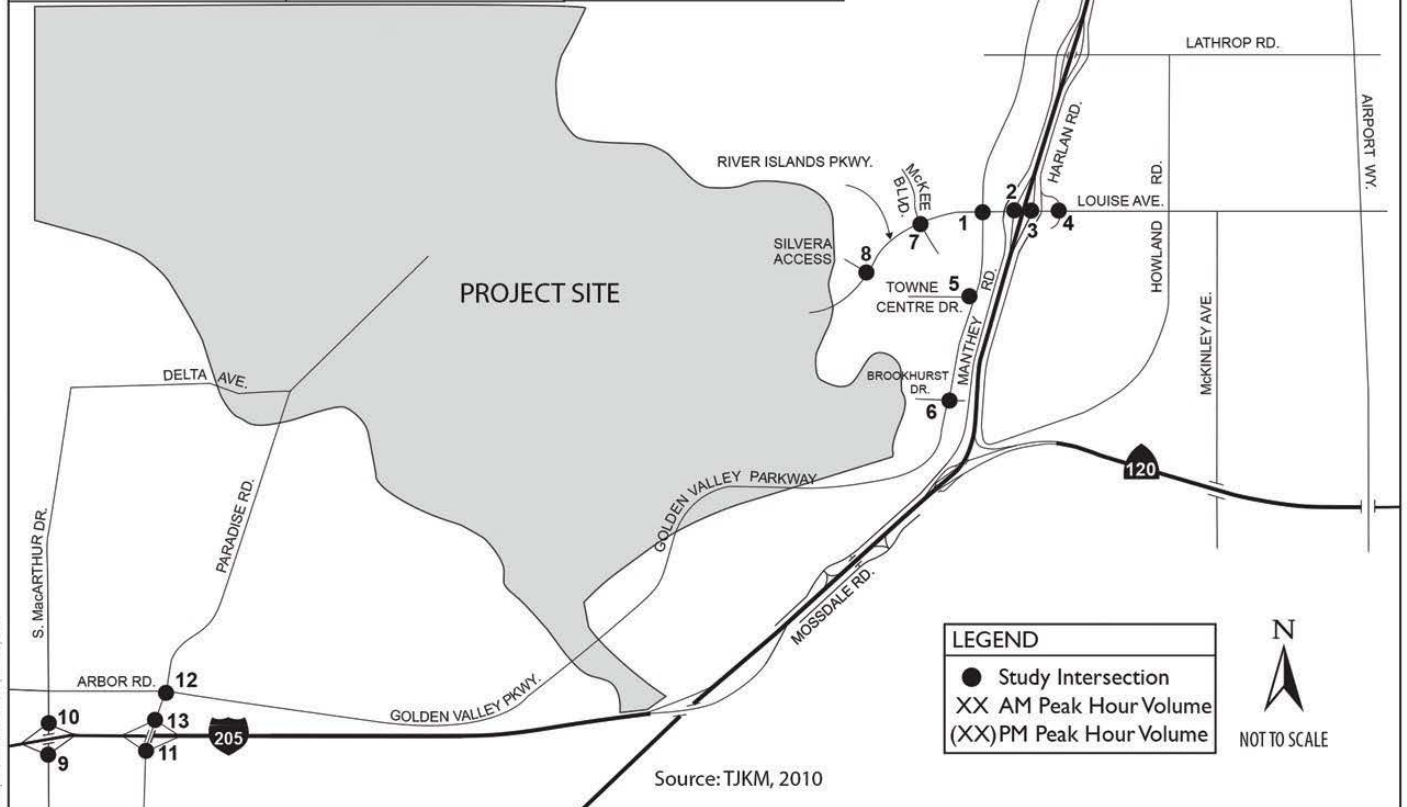 LATHROP RD.
HARLAN RD.
AIRPORT WY.
RIVER ISLANDS PKWY.
McKEE
BLVD.
2
LOUISE AVE.
RD.
1
3
4
7
SILVERA
ACCESS
8
HOWLAND
TOWNE
CENTRE DR.
5
RD.
MANTHEY
PROJECT SITE
McKINLEY AVE.
DELTA AVE.
BROOKHURST
DR.
6
120
GOLDEN VALLEY PARKWAY
PARADISE RD.
S. MacARTHUR DR.
MOSSDALE RD.
ARBOR RD.
12
10
13
GOLDEN VALLEY PKWY.
205
9
11
LEGEND
Study Intersection
XX AM Peak Hour Volume
(XX) PM Peak Hour Volume
N
NOT TO SCALE
Source: TJKM, 2010